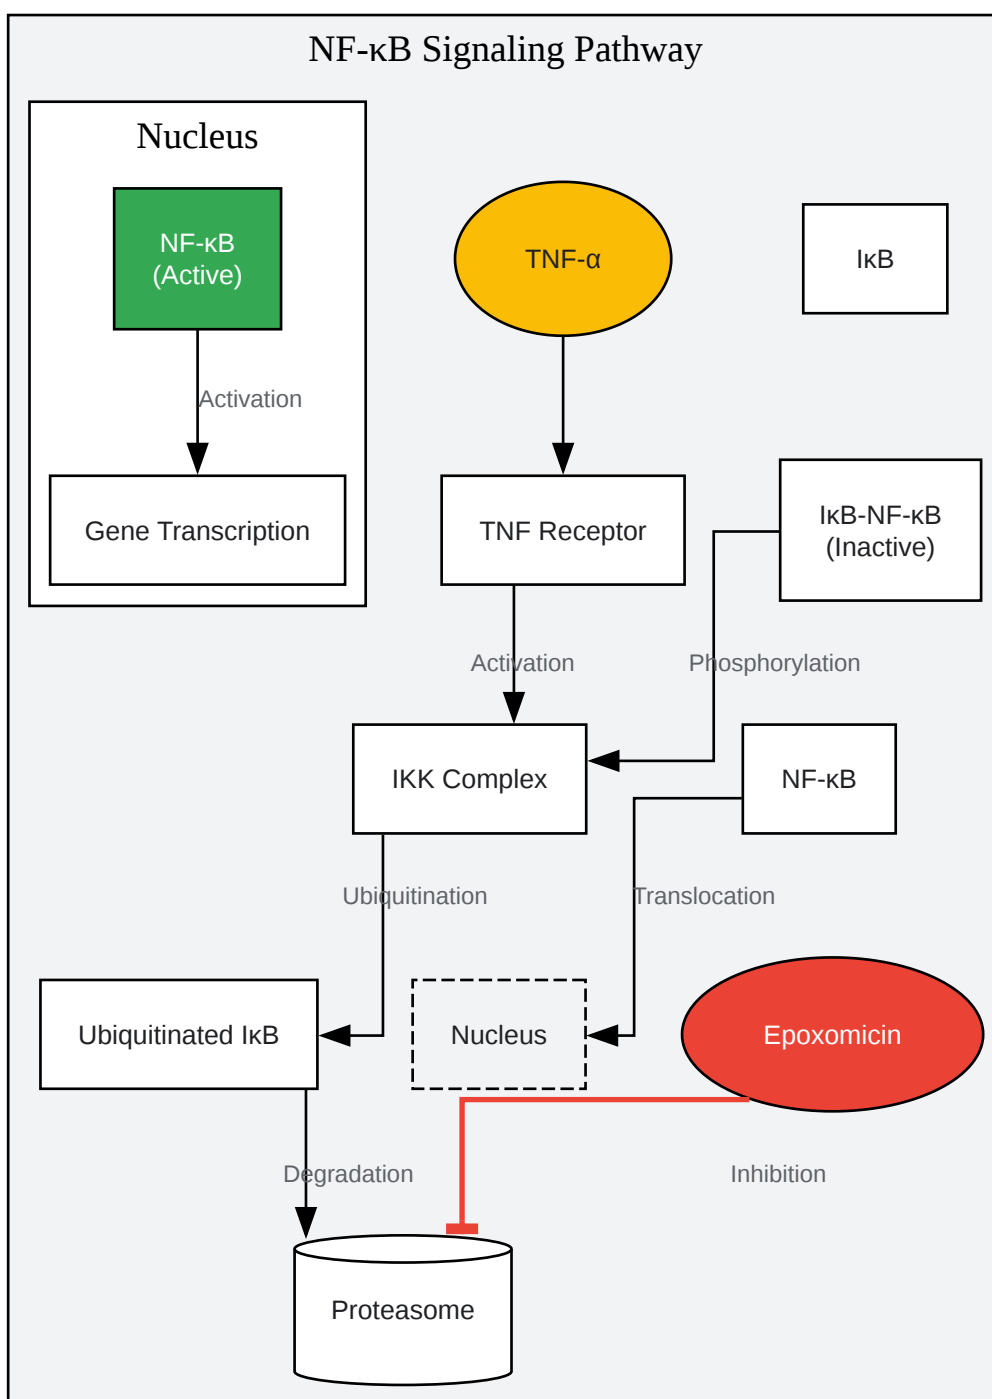 NF-κB Signaling Pathway
Nucleus
NF-κB
(Active)
TNF-α
IκB
Activation
Gene Transcription
TNF Receptor
IκB-NF-κB
(Inactive)
Activation
Phosphorylation
IKK Complex
NF-κB
Ubiquitination
Translocation
Ubiquitinated IκB
Nucleus
Epoxomicin
Degradation
Inhibition
Proteasome